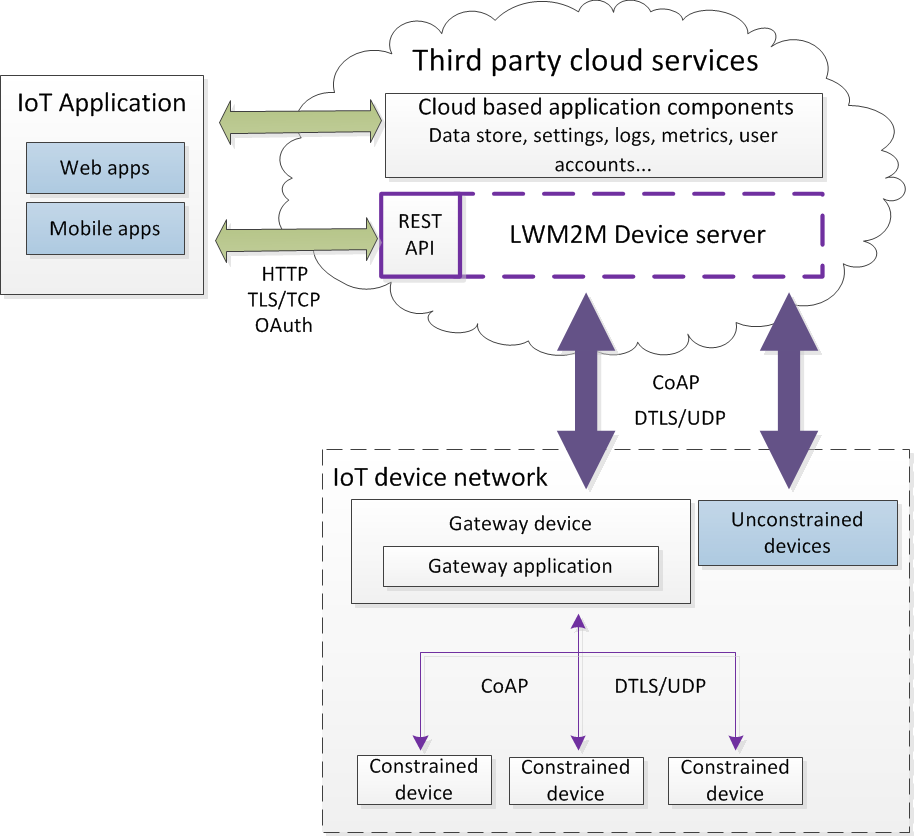 Third party cloud services
IoT Application
Web apps
Mobile apps
Cloud based application components
Data store, settings, logs, metrics, user
accounts...
REST
API
LWM2M Device server
HTTP
TLS/TCP
OAuth
CoAP
DTLS/UDP
IoT device network
Gateway device
Gateway application
Unconstrained
devices
CoAP
DTLS/UDP
Constrained
device
Constrained
device
Constrained
device